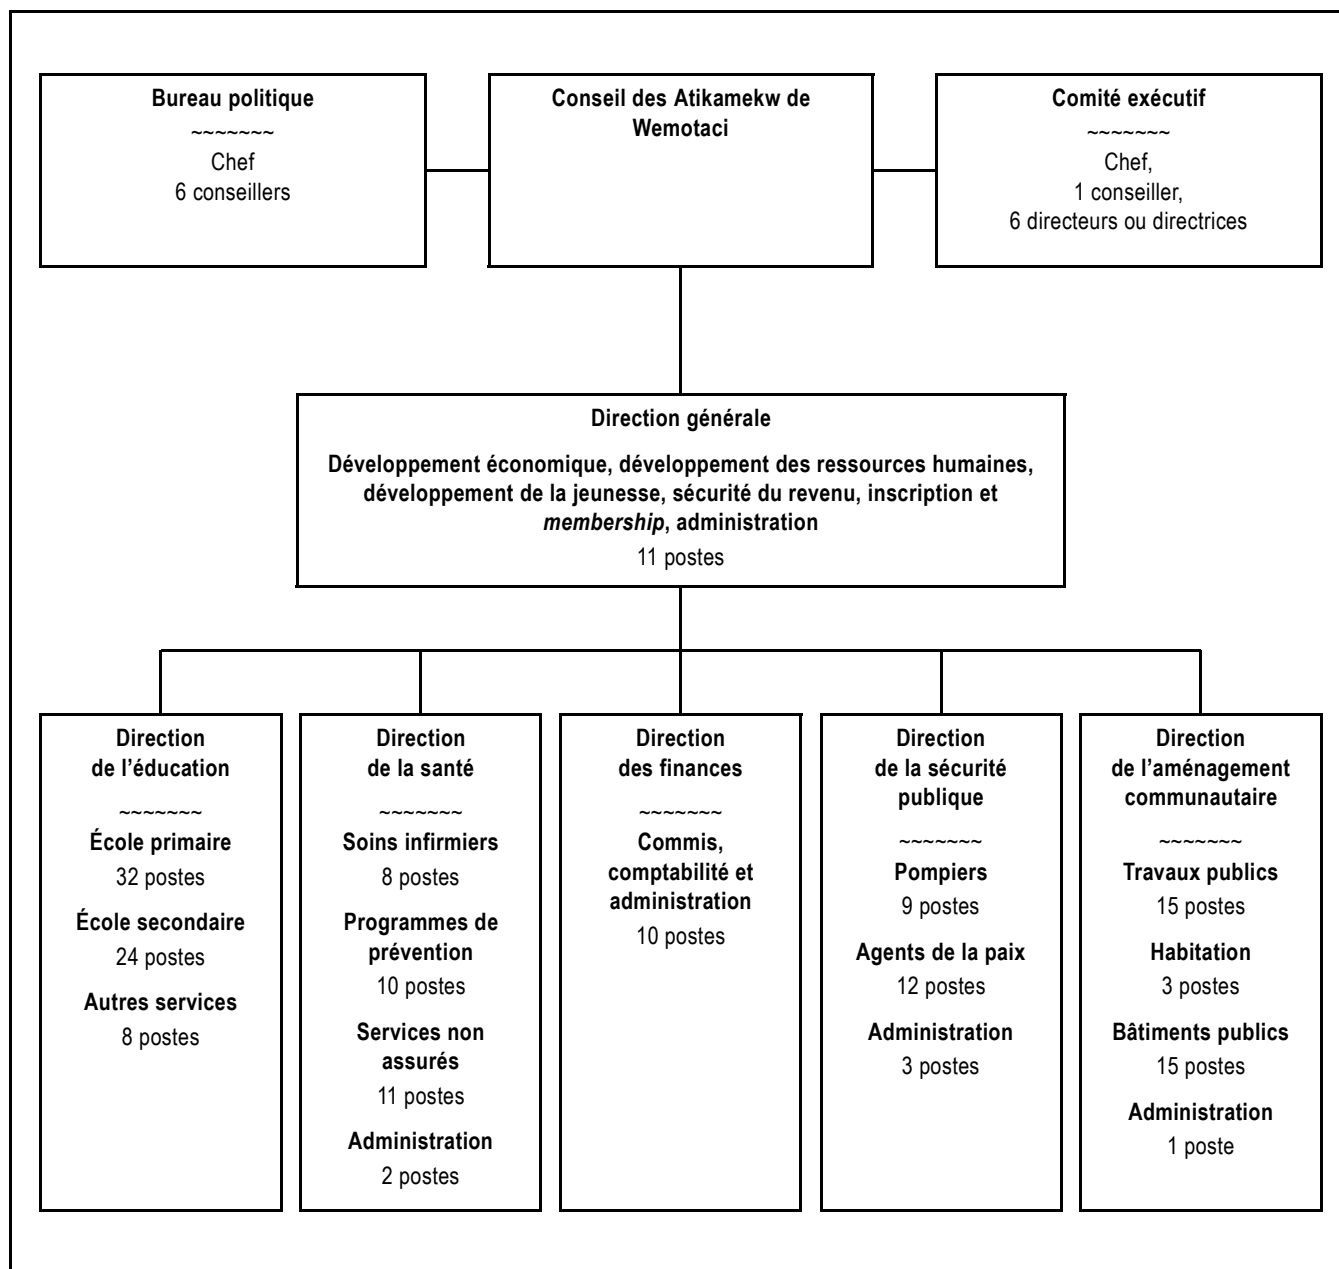 Bureau politique
~~~~~~~
Chef
6 conseillers
Conseil des Atikamekw de
Wemotaci
Comité exécutif
~~~~~~~
Chef,
1 conseiller,
6 directeurs ou directrices
Direction générale
Développement économique, développement des ressources humaines,
développement de la jeunesse, sécurité du revenu, inscription et
membership, administration
11 postes
Direction
de l’éducation
~~~~~~~
École primaire
32 postes
École secondaire
24 postes
Autres services
8 postes
Direction
de la santé
~~~~~~~
Soins infirmiers
8 postes
Programmes de
prévention
10 postes
Services non
assurés
11 postes
Administration
2 postes
Direction
des finances
~~~~~~~
Commis,
comptabilité et
administration
10 postes
Direction
de la sécurité
publique
~~~~~~~
Pompiers
9 postes
Agents de la paix
12 postes
Administration
3 postes
Direction
de l’aménagement
communautaire
~~~~~~~
Travaux publics
15 postes
Habitation
3 postes
Bâtiments publics
15 postes
Administration
1 poste